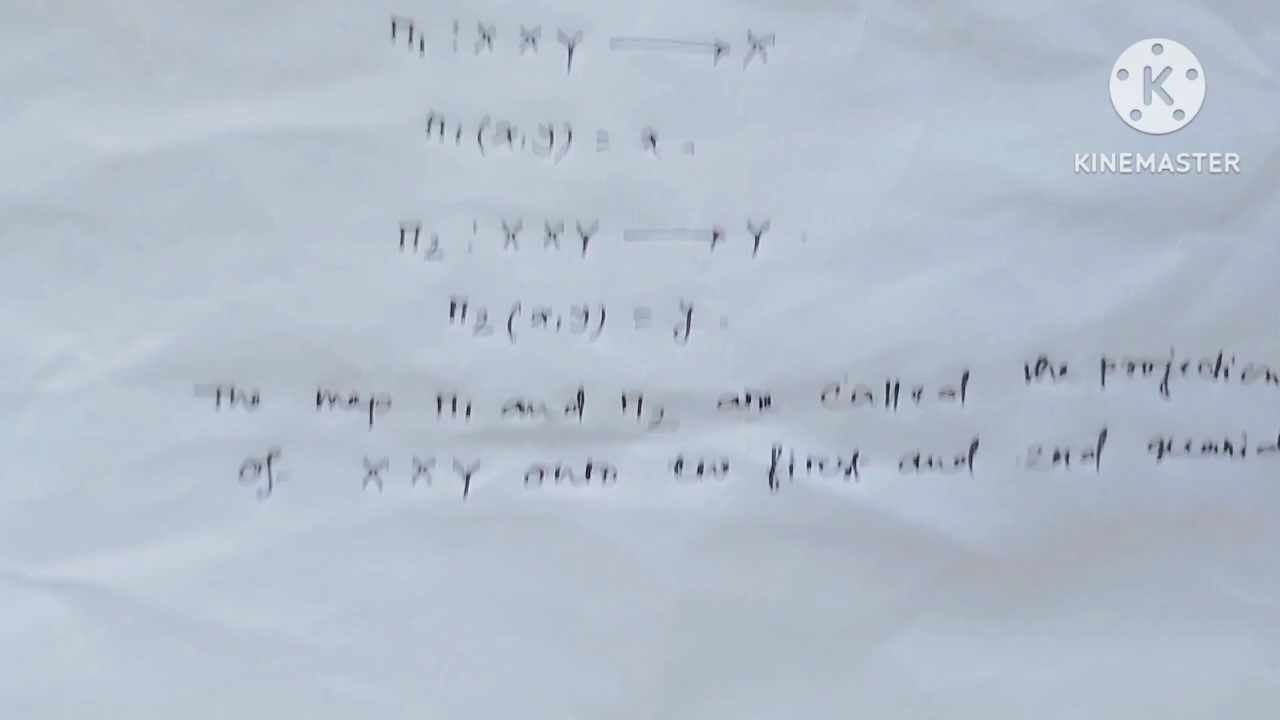 π₁ : X × Y → X
KINEMASTER
π₁(x,y) = x.
π₂ : X × Y → Y
π₂(x,y) = y.
The map π₁ and π₂ are called the projection
of X × Y onto first and 2nd